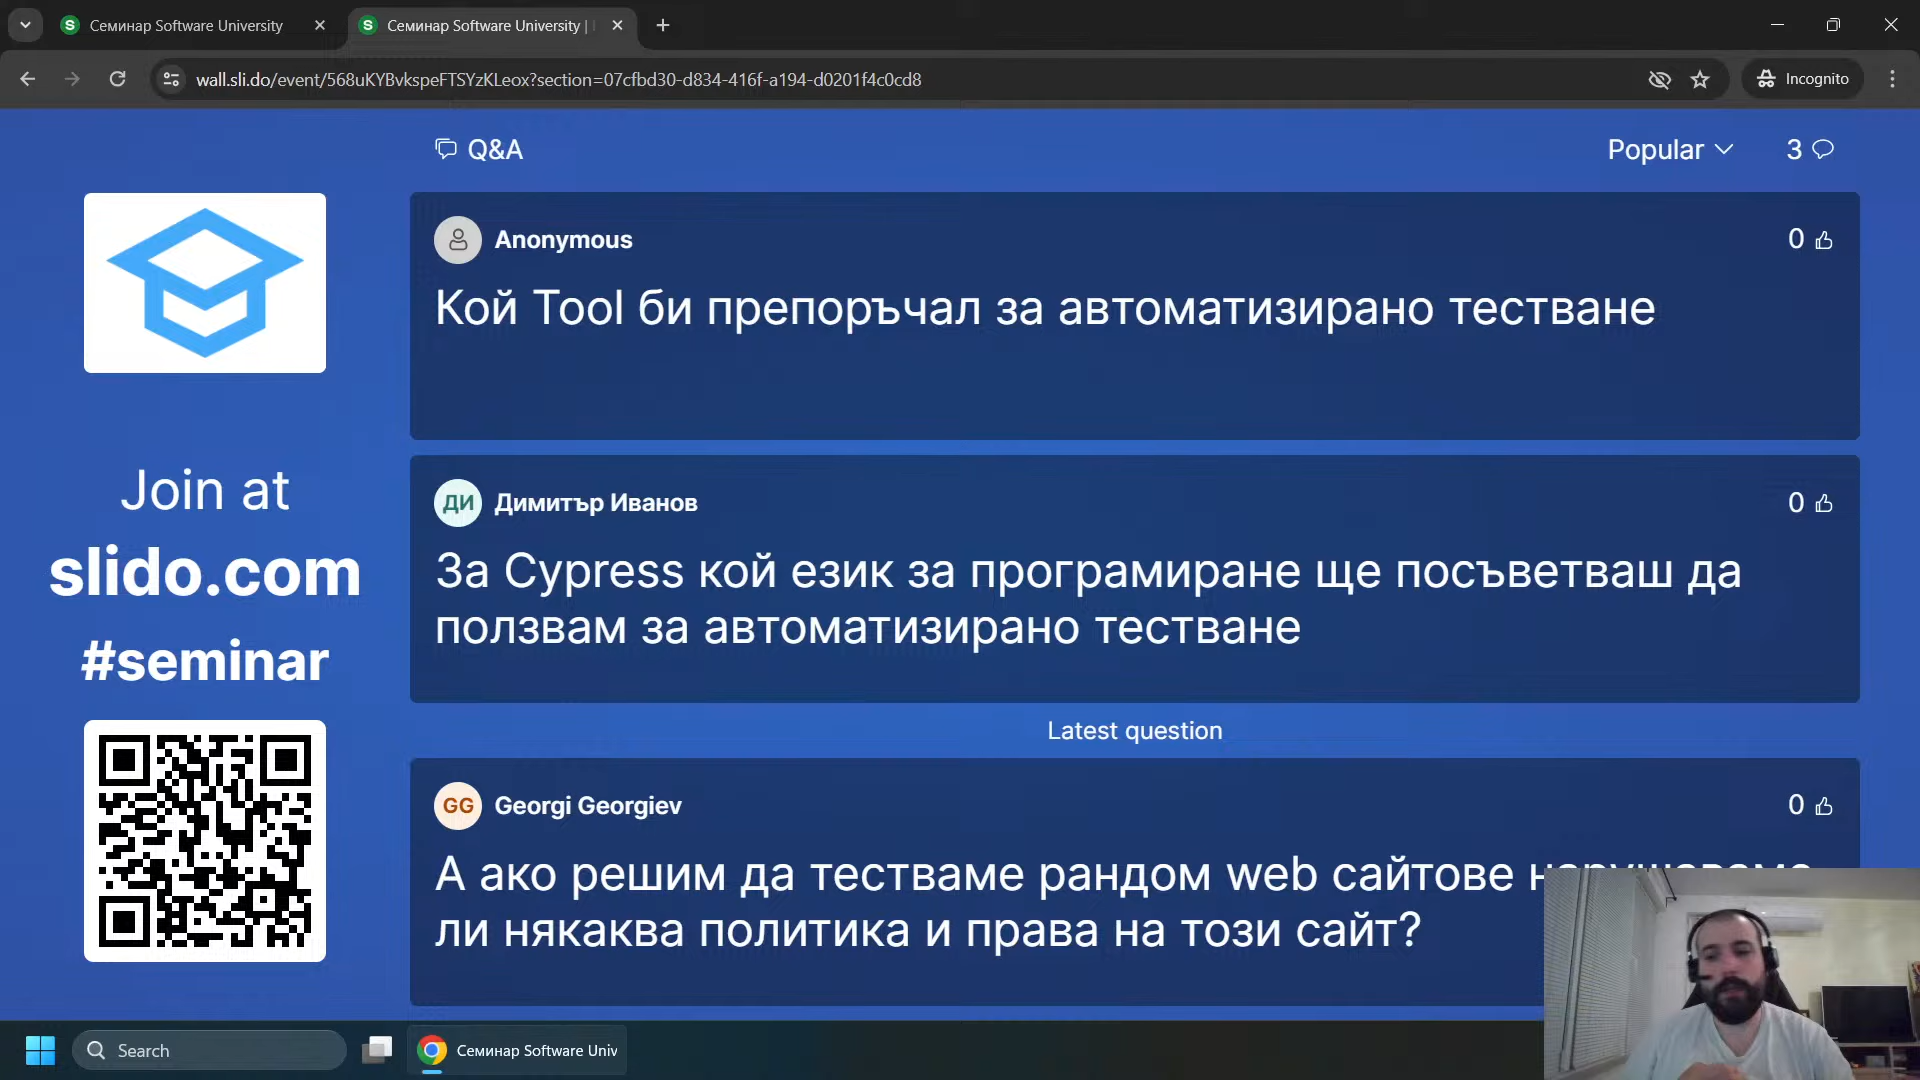 Семинар Software University
Семинар Software University |
wall.sli.do/event/568uKYBvkspeFTSYzKLeox?section=07cfbd30-d834-416f-a194-d0201f4c0cd8
Incognito
Q&A
Popular
3
Anonymous
0
Кой Tool би препоръчал за автоматизирано тестване
Join at
slido.com
#seminar
ДИ
Димитър Иванов
0
За Cypress кой език за програмиране ще посъветваш да
ползвам за автоматизирано тестване
Latest question
GG
Georgi Georgiev
0
А ако решим да тестваме рандом web сайтове нарушаваме
ли някаква политика и права на този сайт?
Search
Семинар Software Univ